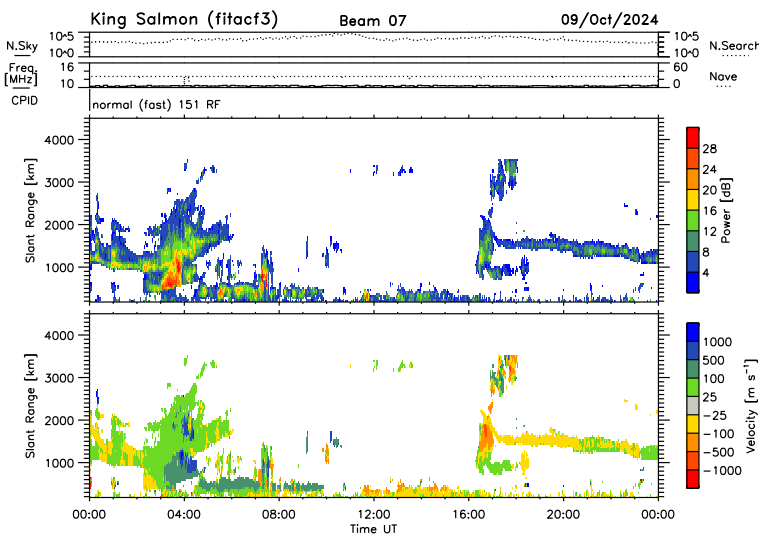 King Salmon (fitacf3) Beam 07 09/Oct/2024
N.Sky 10^5 10^0 10^5 10^0 N.Search
Freq. [MHz] 16 10 60 0 Nave
CPID normal (fast) 151 RF
Slant Range [km] 4000 3000 2000 1000
Power [dB] 28 24 20 16 12 8 4
Slant Range [km] 4000 3000 2000 1000
Velocity [m s⁻¹] 1000 500 100 25 −25 −100 −500 −1000
00:00 04:00 08:00 12:00 16:00 20:00 00:00
Time UT